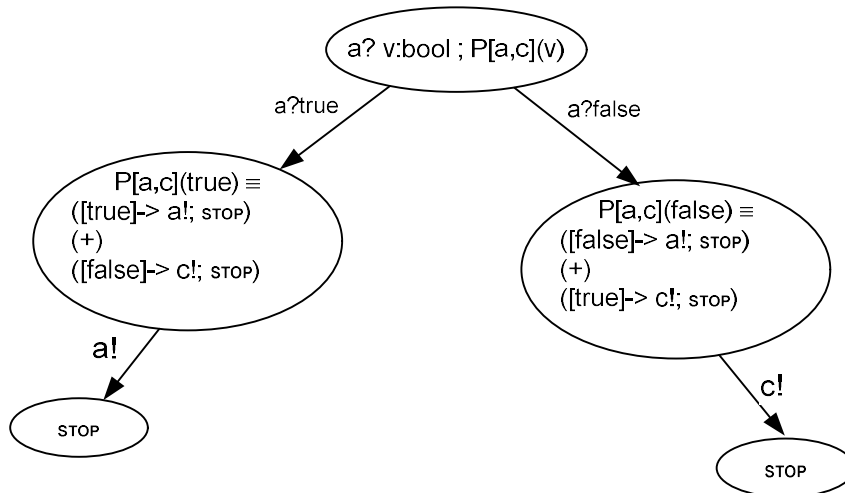 a? v:bool ; P[a,c](v)
a?true
a?false
P[a,c](true) ≡
([true]-> a!; STOP)
(+)
([false]-> c!; STOP)
P[a,c](false) ≡
([false]-> a!; STOP)
(+)
([true]-> c!; STOP)
a!
c!
STOP
STOP